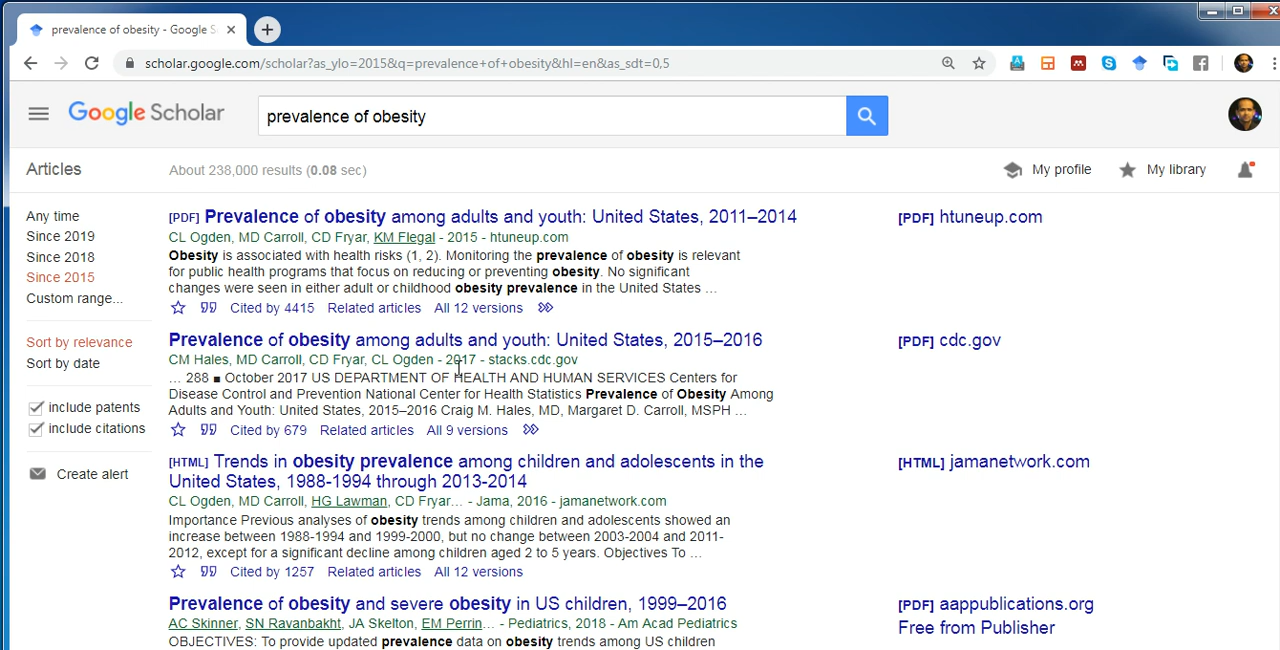 prevalence of obesity - Google S
scholar.google.com/scholar?as_ylo=2015&q=prevalence+of+obesity&hl=en&as_sdt=0,5
Google Scholar
prevalence of obesity
Articles
About 238,000 results (0.08 sec)
My profile
My library
Any time
Since 2019
Since 2018
Since 2015
Custom range...
Sort by relevance
Sort by date
include patents
include citations
Create alert
[PDF] Prevalence of obesity among adults and youth: United States, 2011–2014
CL Ogden, MD Carroll, CD Fryar, KM Flegal - 2015 - htuneup.com
Obesity is associated with health risks (1, 2). Monitoring the prevalence of obesity is relevant
for public health programs that focus on reducing or preventing obesity. No significant
changes were seen in either adult or childhood obesity prevalence in the United States ...
Cited by 4415 Related articles All 12 versions
[PDF] htuneup.com
Prevalence of obesity among adults and youth: United States, 2015–2016
CM Hales, MD Carroll, CD Fryar, CL Ogden - 2017 - stacks.cdc.gov
... 288 ■ October 2017 US DEPARTMENT OF HEALTH AND HUMAN SERVICES Centers for
Disease Control and Prevention National Center for Health Statistics Prevalence of Obesity Among
Adults and Youth: United States, 2015–2016 Craig M. Hales, MD, Margaret D. Carroll, MSPH ...
Cited by 679 Related articles All 9 versions
[PDF] cdc.gov
[HTML] Trends in obesity prevalence among children and adolescents in the
United States, 1988-1994 through 2013-2014
CL Ogden, MD Carroll, HG Lawman, CD Fryar... - Jama, 2016 - jamanetwork.com
Importance Previous analyses of obesity trends among children and adolescents showed an
increase between 1988-1994 and 1999-2000, but no change between 2003-2004 and 2011-
2012, except for a significant decline among children aged 2 to 5 years. Objectives To ...
Cited by 1257 Related articles All 12 versions
[HTML] jamanetwork.com
Prevalence of obesity and severe obesity in US children, 1999–2016
AC Skinner, SN Ravanbakht, JA Skelton, EM Perrin... - Pediatrics, 2018 - Am Acad Pediatrics
OBJECTIVES: To provide updated prevalence data on obesity trends among US children
[PDF] aappublications.org
Free from Publisher